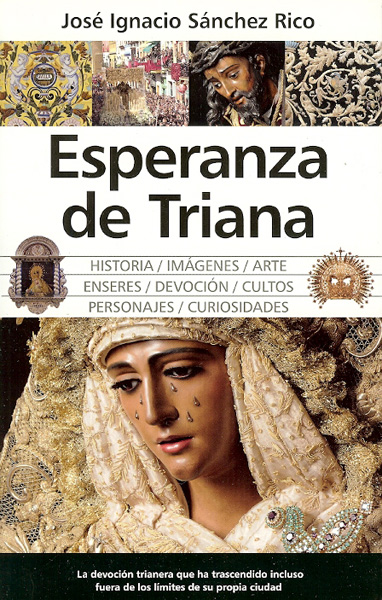 José Ignacio Sánchez Rico
Esperanza
de Triana
HISTORIA / IMÁGENES / ARTE
ENSERES / DEVOCIÓN / CULTOS
PERSONAJES / CURIOSIDADES
La devoción trianera que ha trascendido incluso
fuera de los límites de su propia ciudad